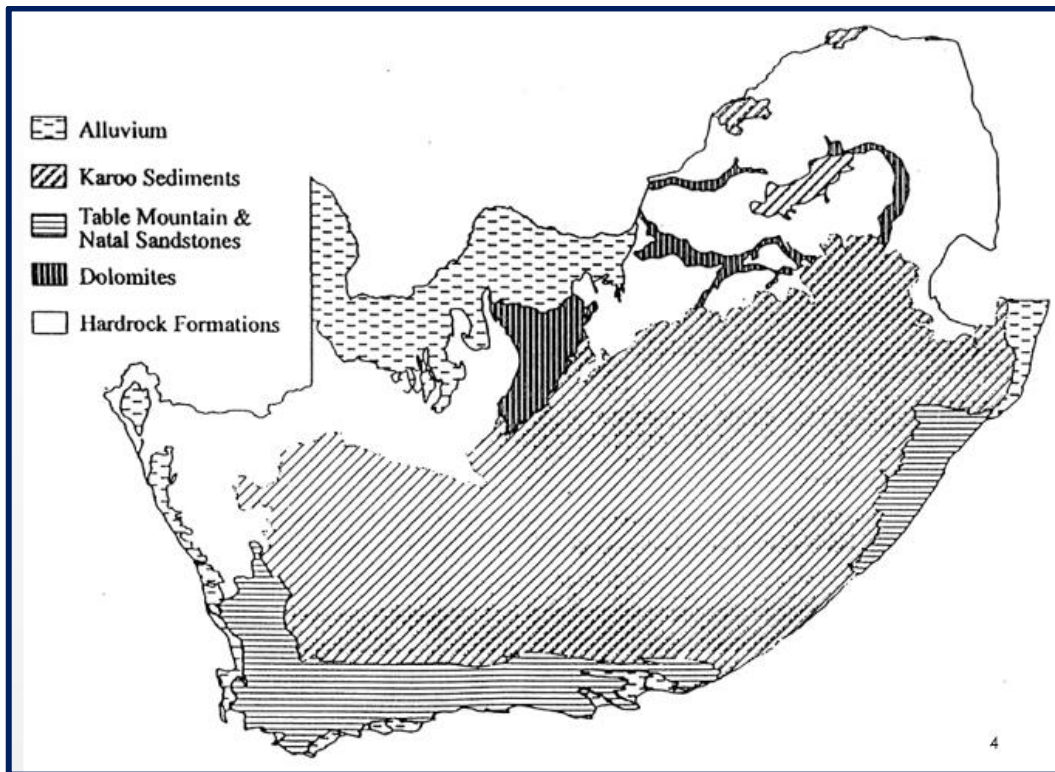 Alluvium
Karoo Sediments
Table Mountain &
Natal Sandstones
Dolomites
Hardrock Formations
4